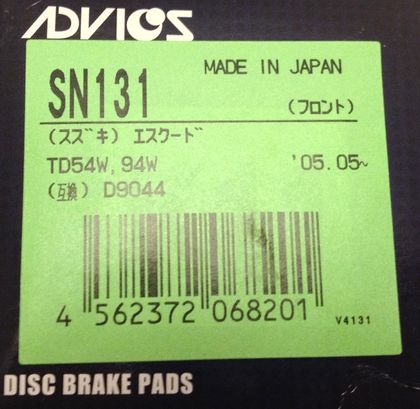 ADVICS
MADE IN JAPAN
SN131 (フロント)
(スズキ) エスクード
TD54W, 94W '05.05~
(互換) D9044
4 562372 068201
V4131
DISC BRAKE PADS